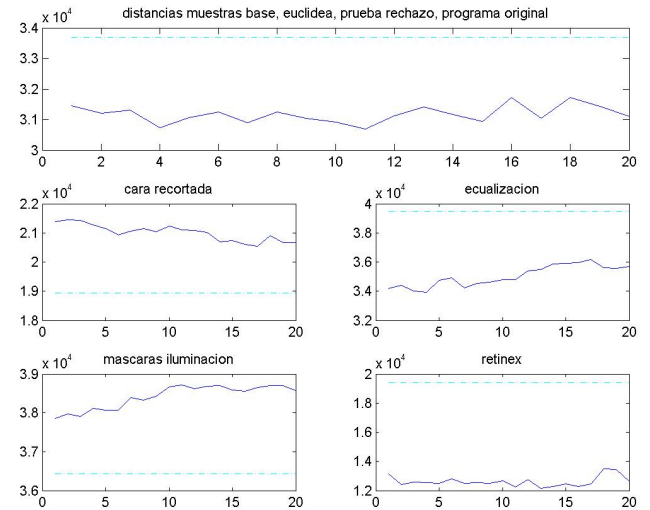 distancias muestras base, euclidea, prueba rechazo, programa original
x 10^4
3.4
3.3
3.2
3.1
3
0 2 4 6 8 10 12 14 16 18 20
cara recortada
x 10^4
2.2
2.1
2
1.9
1.8
0 5 10 15 20
ecualizacion
x 10^4
4
3.8
3.6
3.4
3.2
0 5 10 15 20
mascaras iluminacion
x 10^4
3.9
3.8
3.7
3.6
0 5 10 15 20
retinex
x 10^4
2
1.8
1.6
1.4
1.2
0 5 10 15 20